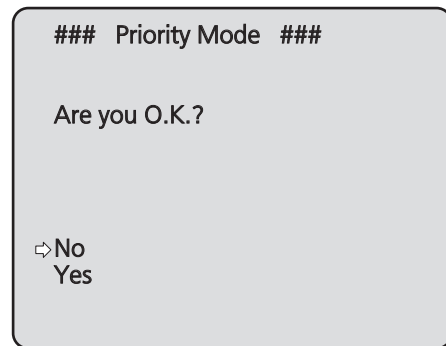 ### Priority Mode ###
Are you O.K.?
⇨No
Yes